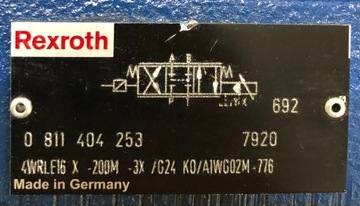 Rexroth
A B
P T
692
0 811 404 253 7920
4WRLE16 X -200M -3X /G24 K0/A1WG02M-776
Made in Germany